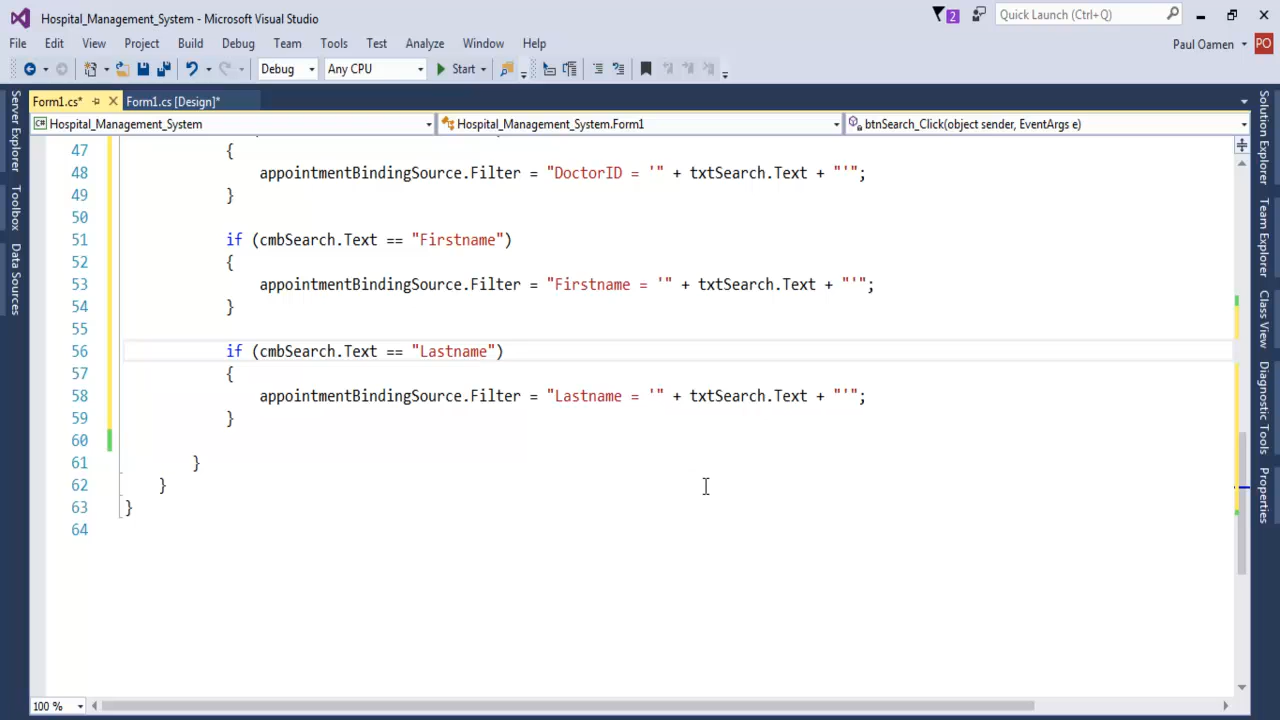 Hospital_Management_System - Microsoft Visual Studio
2
Quick Launch (Ctrl+Q)
File Edit View Project Build Debug Team Tools Test Analyze Window Help
Paul Oamen PO
Debug Any CPU Start
Form1.cs* Form1.cs [Design]*
C# Hospital_Management_System Hospital_Management_System.Form1 btnSearch_Click(object sender, EventArgs e)
Server Explorer
Toolbox
Data Sources
47 {
48 appointmentBindingSource.Filter = "DoctorID = '" + txtSearch.Text + "'";
49 }
50
51 if (cmbSearch.Text == "Firstname")
52 {
53 appointmentBindingSource.Filter = "Firstname = '" + txtSearch.Text + "'";
54 }
55
56 if (cmbSearch.Text == "Lastname")
57 {
58 appointmentBindingSource.Filter = "Lastname = '" + txtSearch.Text + "'";
59 }
60
61 }
62 }
63 }
64
Solution Explorer
Team Explorer
Class View
Diagnostic Tools
Properties
100 %